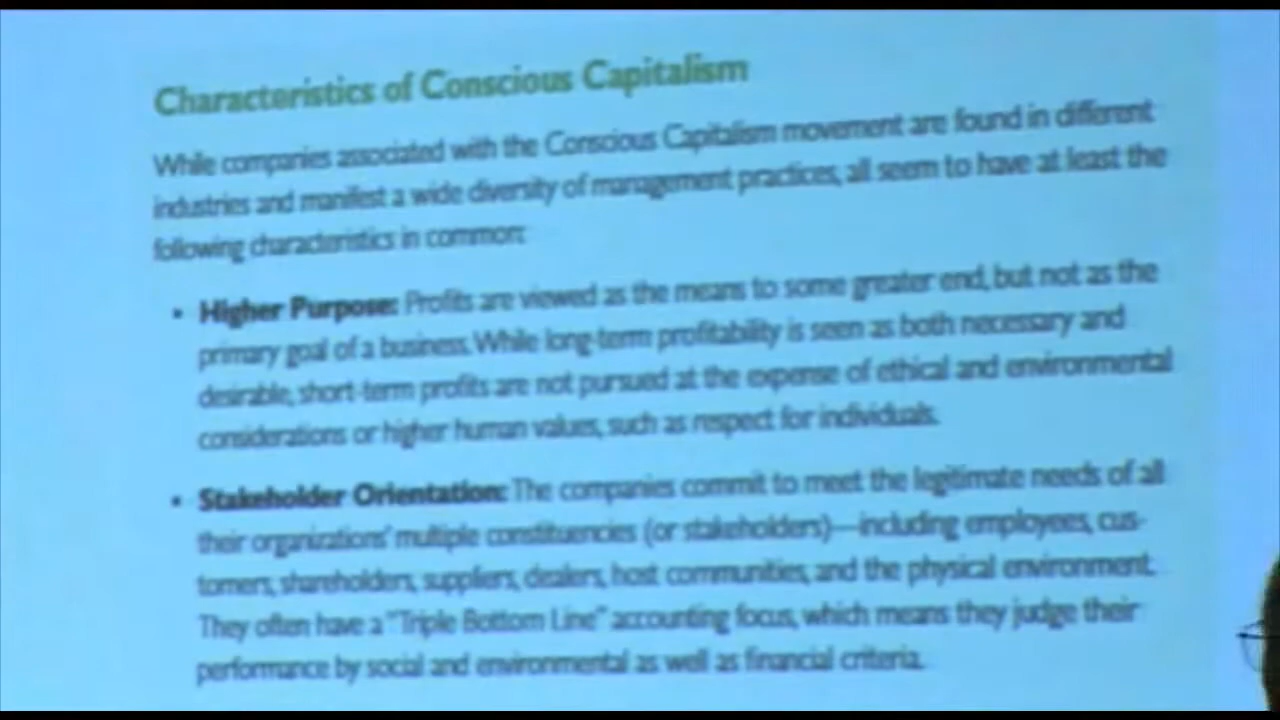 Characteristics of Conscious Capitalism
While companies associated with the Conscious Capitalism movement are found in different
industries and manifest a wide diversity of management practices, all seem to have at least the
following characteristics in common:
• Higher Purpose: Profits are viewed as the means to some greater end, but not as the
primary goal of a business. While long-term profitability is seen as both necessary and
desirable, short-term profits are not pursued at the expense of ethical and environmental
considerations or higher human values, such as respect for individuals.
• Stakeholder Orientation: The companies commit to meet the legitimate needs of all
their organizations' multiple constituencies (or stakeholders)—including employees, cus-
tomers, shareholders, suppliers, dealers, host communities, and the physical environment.
They often have a "Triple Bottom Line" accounting focus, which means they judge their
performance by social and environmental as well as financial criteria.